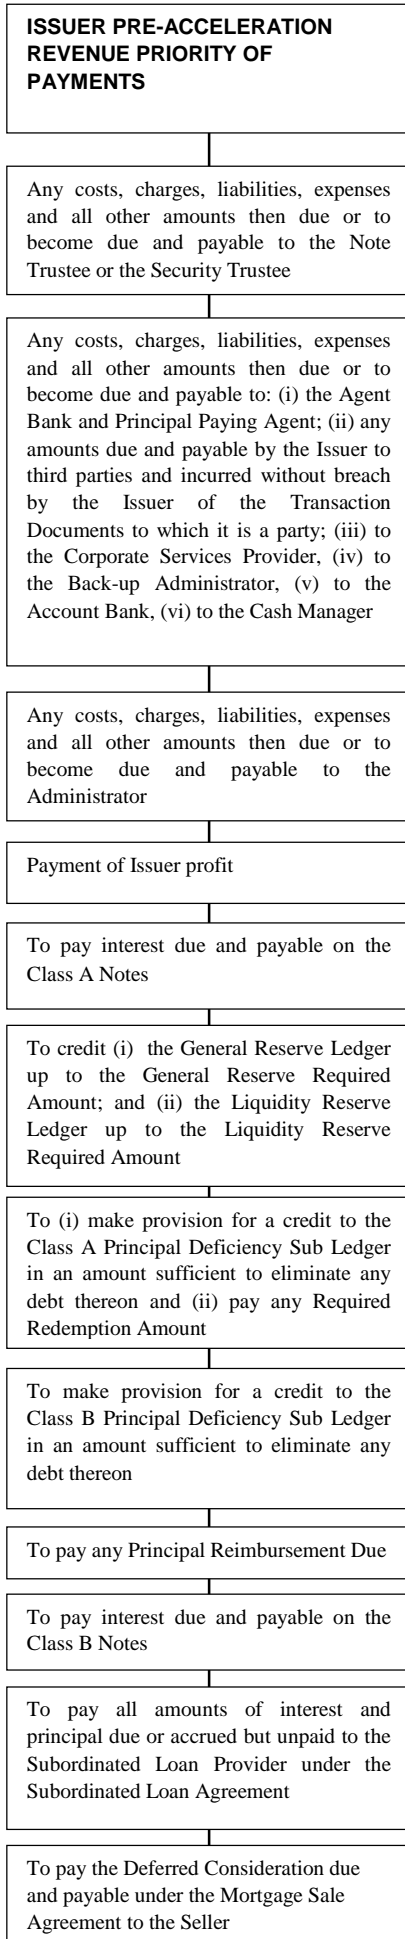 ISSUER PRE-ACCELERATION
REVENUE PRIORITY OF
PAYMENTS
Any costs, charges, liabilities, expenses
and all other amounts then due or to
become due and payable to the Note
Trustee or the Security Trustee
Any costs, charges, liabilities, expenses
and all other amounts then due or to
become due and payable to: (i) the Agent
Bank and Principal Paying Agent; (ii) any
amounts due and payable by the Issuer to
third parties and incurred without breach
by the Issuer of the Transaction
Documents to which it is a party; (iii) to
the Corporate Services Provider, (iv) to
the Back-up Administrator, (v) to the
Account Bank, (vi) to the Cash Manager
Any costs, charges, liabilities, expenses
and all other amounts then due or to
become due and payable to the
Administrator
Payment of Issuer profit
To pay interest due and payable on the
Class A Notes
To credit (i) the General Reserve Ledger
up to the General Reserve Required
Amount; and (ii) the Liquidity Reserve
Ledger up to the Liquidity Reserve
Required Amount
To (i) make provision for a credit to the
Class A Principal Deficiency Sub Ledger
in an amount sufficient to eliminate any
debt thereon and (ii) pay any Required
Redemption Amount
To make provision for a credit to the
Class B Principal Deficiency Sub Ledger
in an amount sufficient to eliminate any
debt thereon
To pay any Principal Reimbursement Due
To pay interest due and payable on the
Class B Notes
To pay all amounts of interest and
principal due or accrued but unpaid to the
Subordinated Loan Provider under the
Subordinated Loan Agreement
To pay the Deferred Consideration due
and payable under the Mortgage Sale
Agreement to the Seller